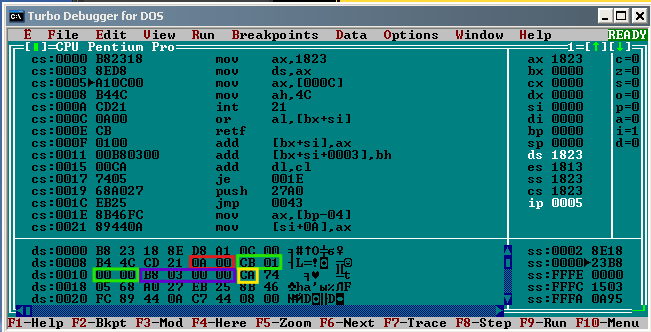 Turbo Debugger for DOS
E File Edit View Run Breakpoints Data Options Window Help READY
[■]=CPU Pentium Pro 1=[↑][↓]
cs:0000 B82318 mov ax,1823 ax 1823 c=0
cs:0003 8ED8 mov ds,ax bx 0000 z=0
cs:0005►A10C00 mov ax,[000C] cx 0000 s=0
cs:0008 B44C mov ah,4C dx 0000 o=0
cs:000A CD21 int 21 si 0000 p=0
cs:000C 0A00 or al,[bx+si] di 0000 a=0
cs:000E CB retf bp 0000 i=1
cs:000F 0100 add [bx+si],ax sp 0000 d=0
cs:0011 00B80300 add [bx+si+0003],bh ds 1823
cs:0015 00CA add dl,cl es 1813
cs:0017 7405 je 001E ss 1823
cs:0019 68A027 push 27A0 cs 1823
cs:001C EB25 jmp 0043 ip 0005
cs:001E 8B46FC mov ax,[bp-04]
cs:0021 89440A mov [si+0A],ax
ds:0000 B8 23 18 8E D8 A1 0C 00 ss:0002 8E18
ds:0008 B4 4C CD 21 0A 00 CB 01 ss:0000►23B8
ds:0010 00 00 B8 03 00 00 CA 74 ss:FFFE 0000
ds:0018 05 68 A0 27 EB 25 8B 46 ss:FFFC 1503
ds:0020 FC 89 44 0A C7 44 08 00 ss:FFFA 0A95
F1-Help F2-Bkpt F3-Mod F4-Here F5-Zoom F6-Next F7-Trace F8-Step F9-Run F10-Menu